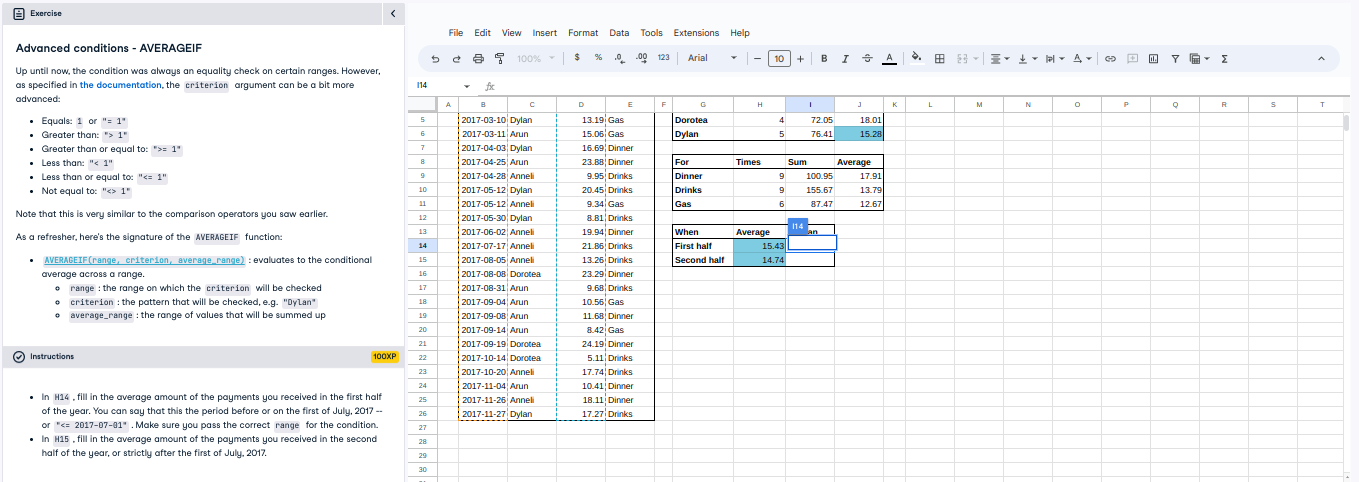 Exercise
Advanced conditions - AVERAGEIF
Up until now, the condition was always an equality check on certain ranges. However,
as specified in the documentation, the criterion argument can be a bit more
advanced:
Equals: 1 or "= 1"
Greater than: "> 1"
Greater than or equal to: ">= 1"
Less than: "< 1"
Less than or equal to: "<= 1"
Not equal to: "<> 1"
Note that this is very similar to the comparison operators you saw earlier.
As a refresher, here's the signature of the AVERAGEIF function:
AVERAGEIF(range, criterion, average_range) : evaluates to the conditional
average across a range.
range : the range on which the criterion will be checked
criterion : the pattern that will be checked, e.g. "Dylan"
average_range : the range of values that will be summed up
Instructions 100XP
In H14 , fill in the average amount of the payments you received in the first half
of the year. You can say that this the period before or on the first of July, 2017 --
or "<= 2017-07-01" . Make sure you pass the correct range for the condition.
In H15 , fill in the average amount of the payments you received in the second
half of the year, or strictly after the first of July, 2017.
File Edit View Insert Format Data Tools Extensions Help
100% $ % .0 .00 123 Arial 10 B I S A
I14 fx
A B C D E F G H I J K L M N O P Q R S T
5 2017-03-10 Dylan 13.19 Gas Dorotea 4 72.05 18.01
6 2017-03-11 Arun 15.06 Gas Dylan 5 76.41 15.28
7 2017-04-03 Dylan 16.69 Dinner
8 2017-04-25 Arun 23.88 Dinner For Times Sum Average
9 2017-04-28 Anneli 9.95 Drinks Dinner 9 100.95 17.91
10 2017-05-12 Dylan 20.45 Drinks Drinks 9 155.67 13.79
11 2017-05-12 Anneli 9.34 Gas Gas 6 87.47 12.67
12 2017-05-30 Dylan 8.81 Drinks
13 2017-06-02 Anneli 19.94 Dinner When Average I14
14 2017-07-17 Anneli 21.86 Drinks First half 15.43
15 2017-08-05 Anneli 13.26 Drinks Second half 14.74
16 2017-08-08 Dorotea 23.29 Dinner
17 2017-08-31 Arun 9.68 Drinks
18 2017-09-04 Arun 10.56 Gas
19 2017-09-08 Arun 11.68 Dinner
20 2017-09-14 Arun 8.42 Gas
21 2017-09-19 Dorotea 24.19 Dinner
22 2017-10-14 Dorotea 5.11 Drinks
23 2017-10-20 Anneli 17.74 Drinks
24 2017-11-04 Arun 10.41 Dinner
25 2017-11-26 Anneli 18.11 Dinner
26 2017-11-27 Dylan 17.27 Drinks
27
28
29
30